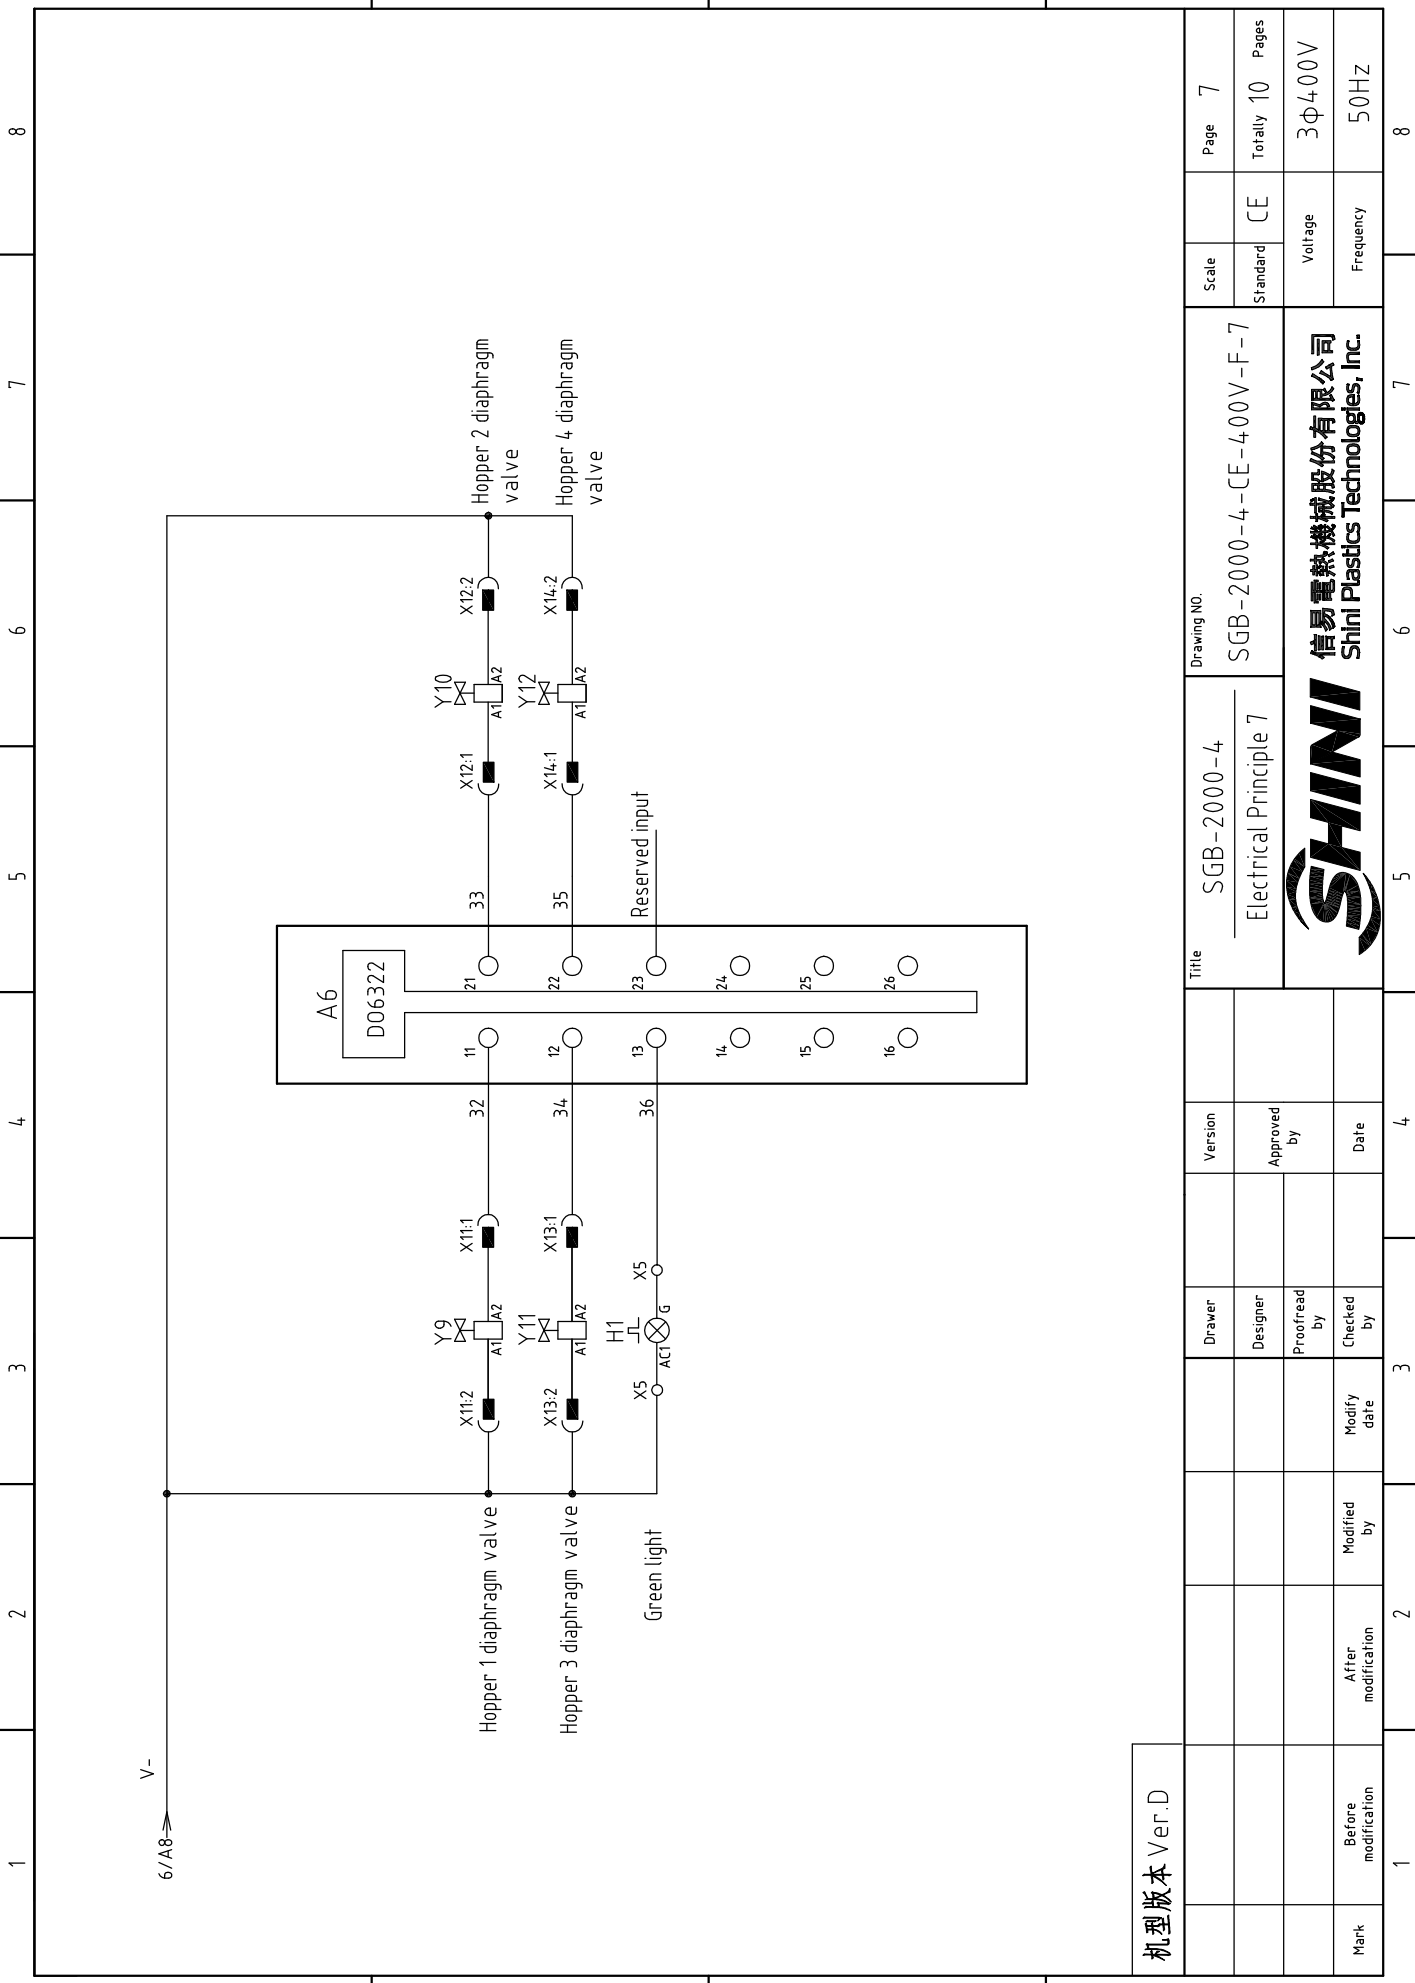 1
2
3
4
5
6
7
8
6/A8
V-
A6
DO6322
Y9
X11:2
A1
A2
X11:1
32
11
21
33
X12:1
Y10
A1
A2
X12:2
Hopper 1 diaphragm valve
Hopper 2 diaphragm
valve
Y11
X13:2
A1
A2
X13:1
34
12
22
35
X14:1
Y12
A1
A2
X14:2
Hopper 3 diaphragm valve
Hopper 4 diaphragm
valve
H1
X5
AC1
G
X5
36
13
23
Reserved input
Green light
14
24
15
25
16
26
机型版本 Ver.D
Mark
Before
modification
After
modification
Modified
by
Modify
date
Drawer
Designer
Proofread
by
Checked
by
Version
Approved
by
Date
Title
SGB-2000-4
Electrical Principle 7
Drawing NO.
SGB-2000-4-CE-400V-F-7
SHINI
信易電熱機械股份有限公司
Shini Plastics Technologies, Inc.
Scale
Page 7
Standard
CE
Totally 10 Pages
Voltage
3ϕ400V
Frequency
50HZ
1
2
3
4
5
6
7
8